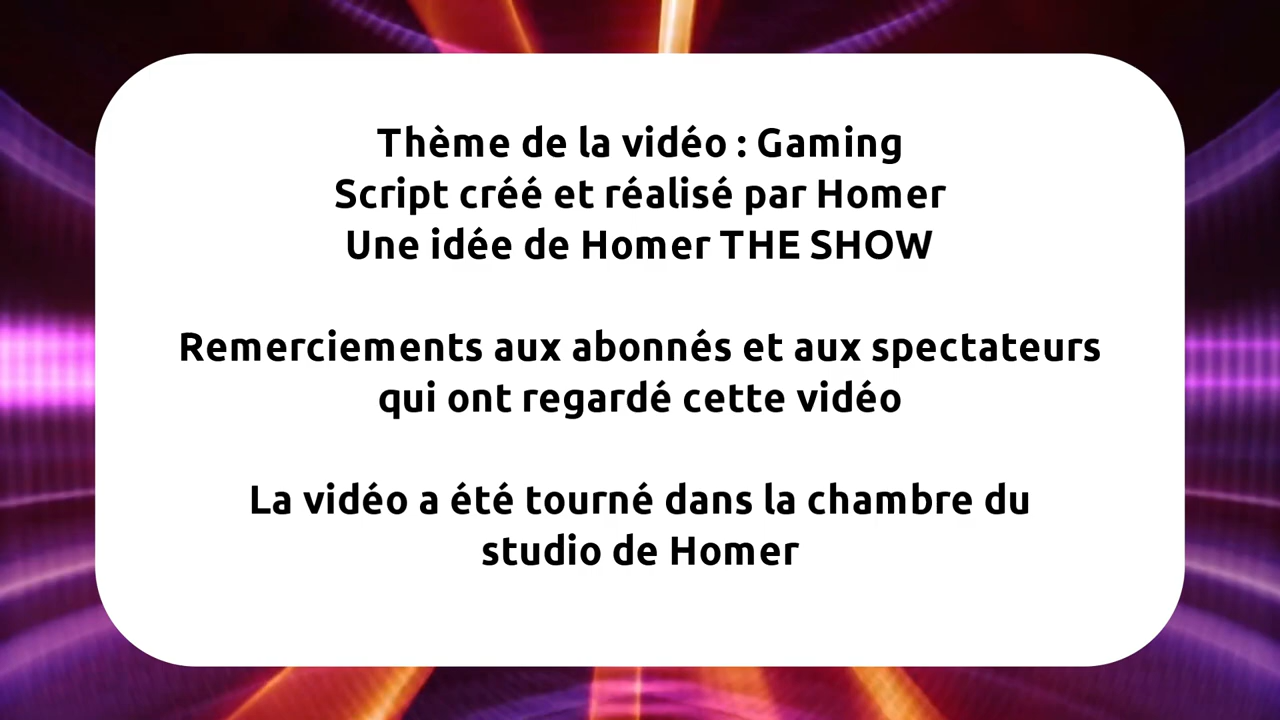 Thème de la vidéo : Gaming
Script créé et réalisé par Homer
Une idée de Homer THE SHOW
Remerciements aux abonnés et aux spectateurs
qui ont regardé cette vidéo
La vidéo a été tourné dans la chambre du
studio de Homer